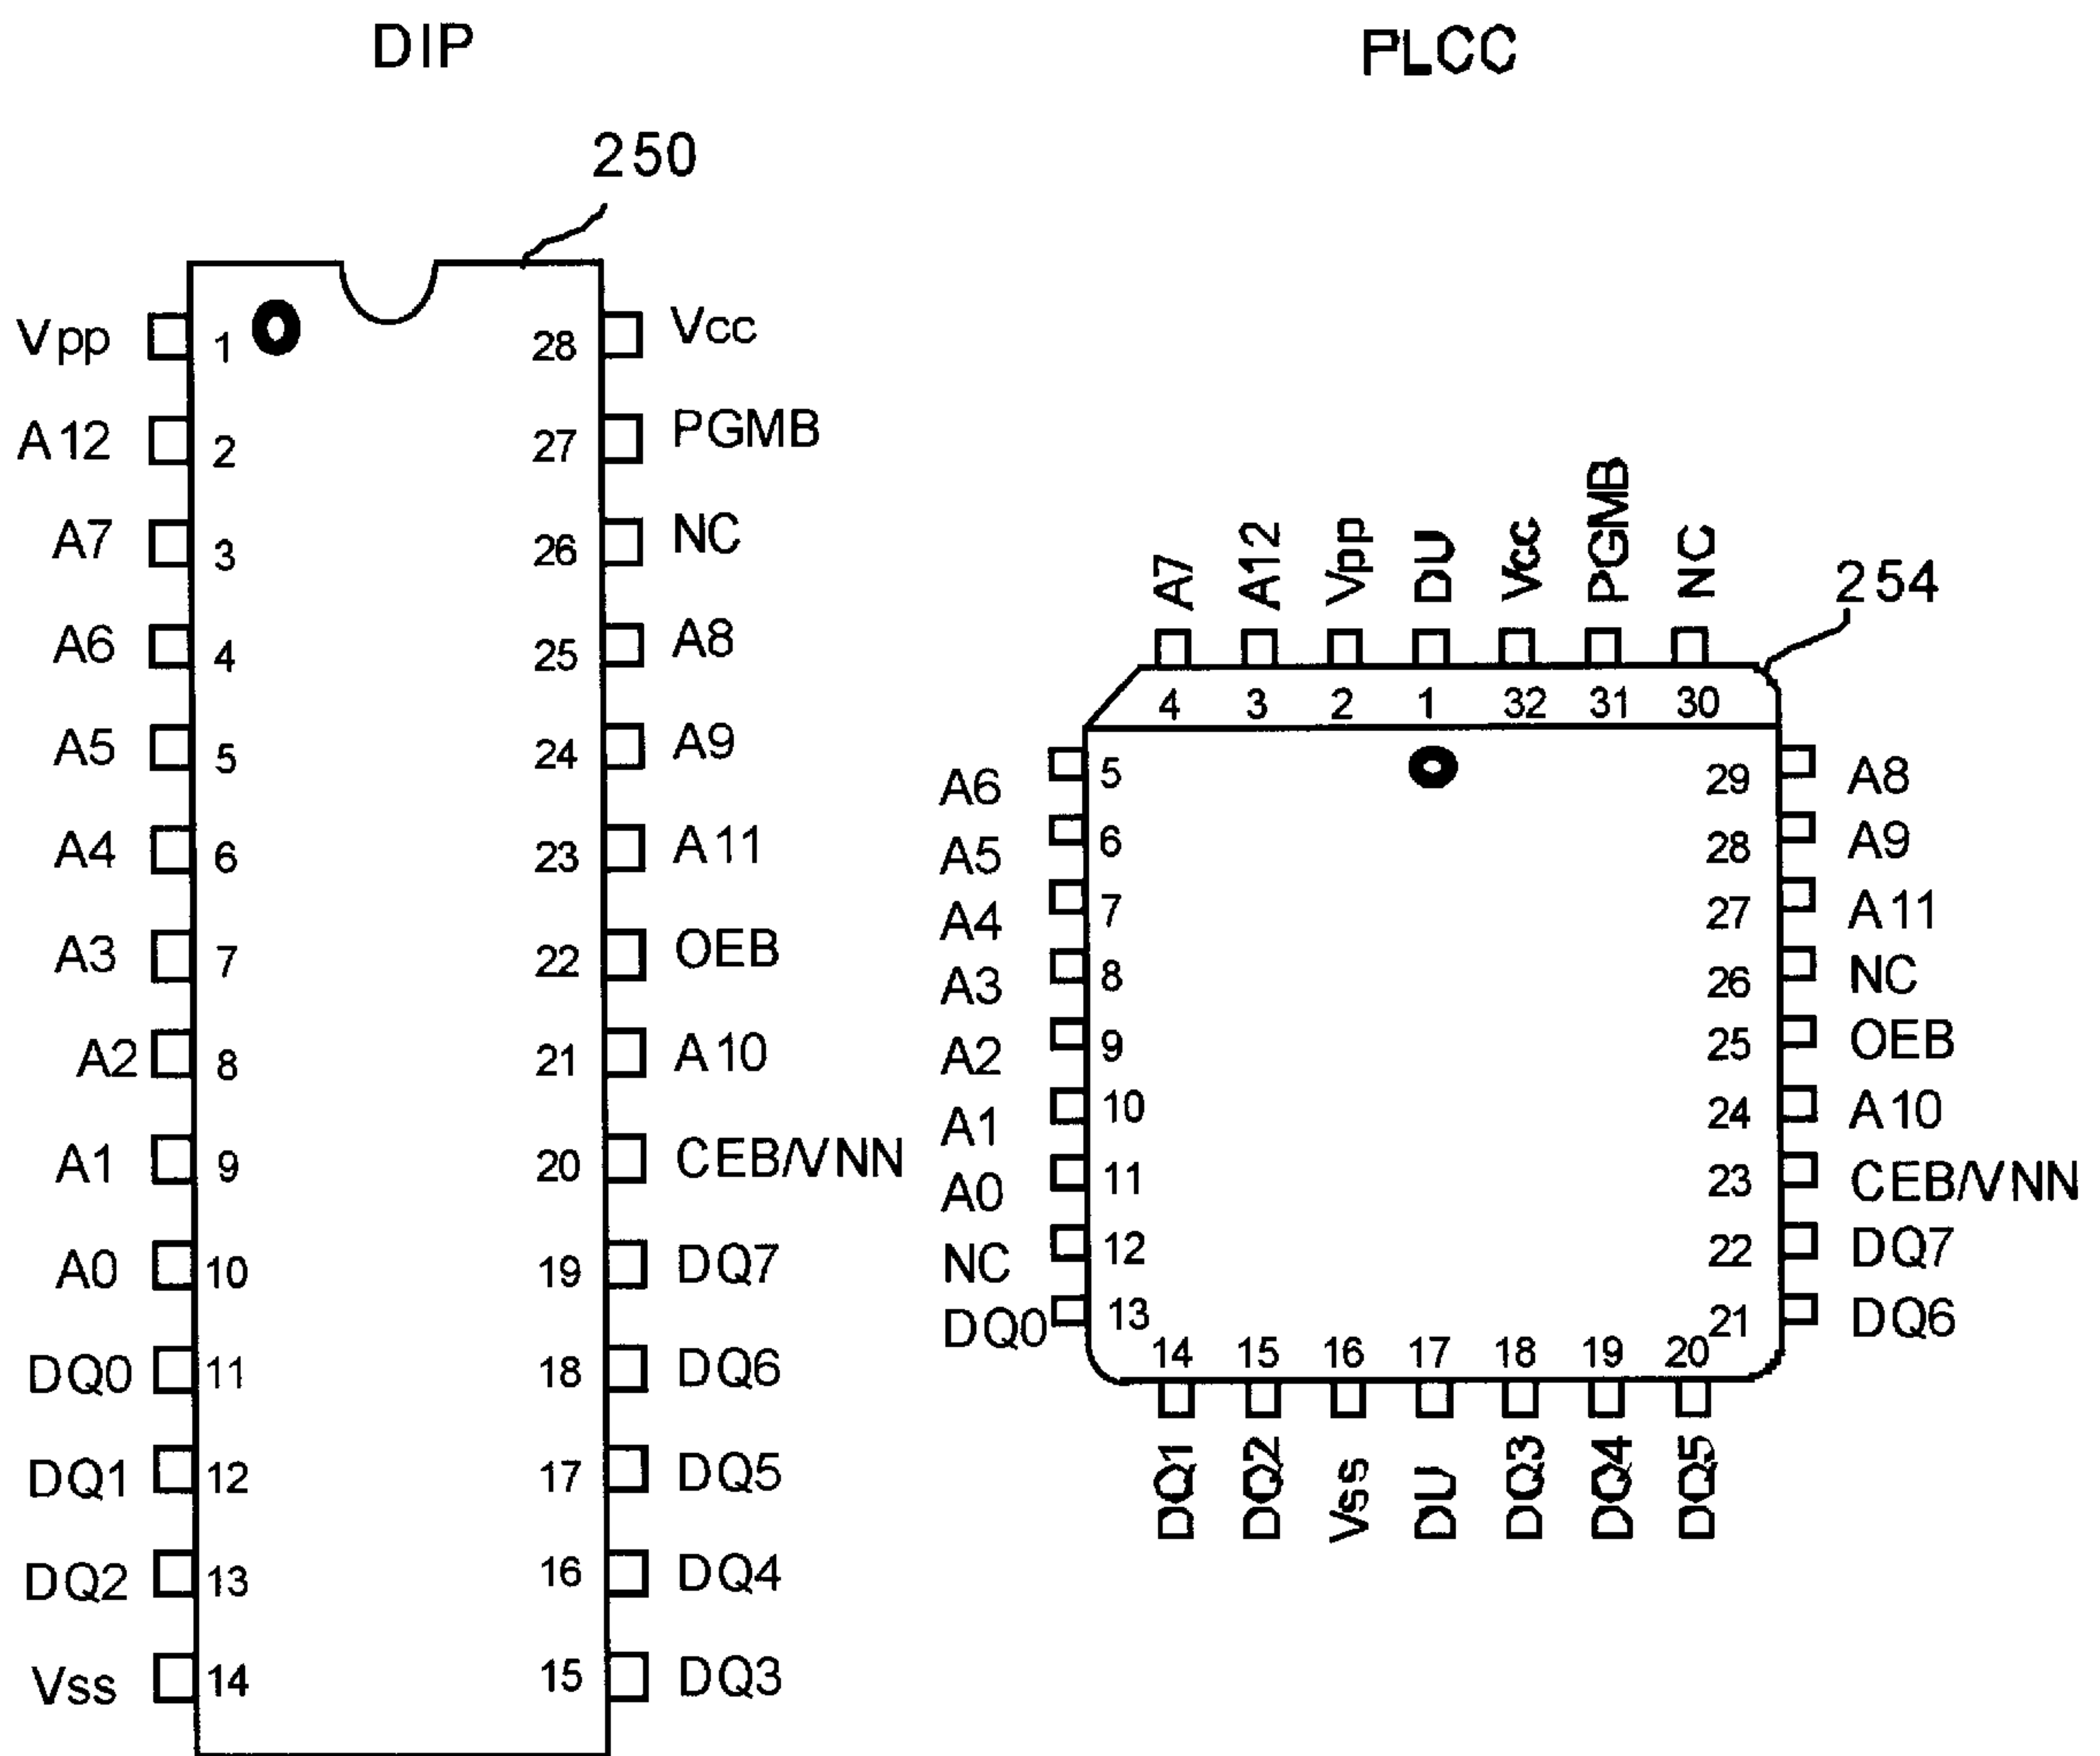 DIP
250
Vpp 1 28 Vcc
A12 2 27 PGMB
A7 3 26 NC
A6 4 25 A8
A5 5 24 A9
A4 6 23 A11
A3 7 22 OEB
A2 8 21 A10
A1 9 20 CEB/VNN
A0 10 19 DQ7
DQ0 11 18 DQ6
DQ1 12 17 DQ5
DQ2 13 16 DQ4
Vss 14 15 DQ3
PLCC
254
A7 A12 Vpp DU Vcc PGMB NC
4 3 2 1 32 31 30
A6 5 29 A8
A5 6 28 A9
A4 7 27 A11
A3 8 26 NC
A2 9 25 OEB
A1 10 24 A10
A0 11 23 CEB/VNN
NC 12 22 DQ7
DQ0 13 21 DQ6
14 15 16 17 18 19 20
DQ1 DQ2 Vss DU DQ3 DQ4 DQ5